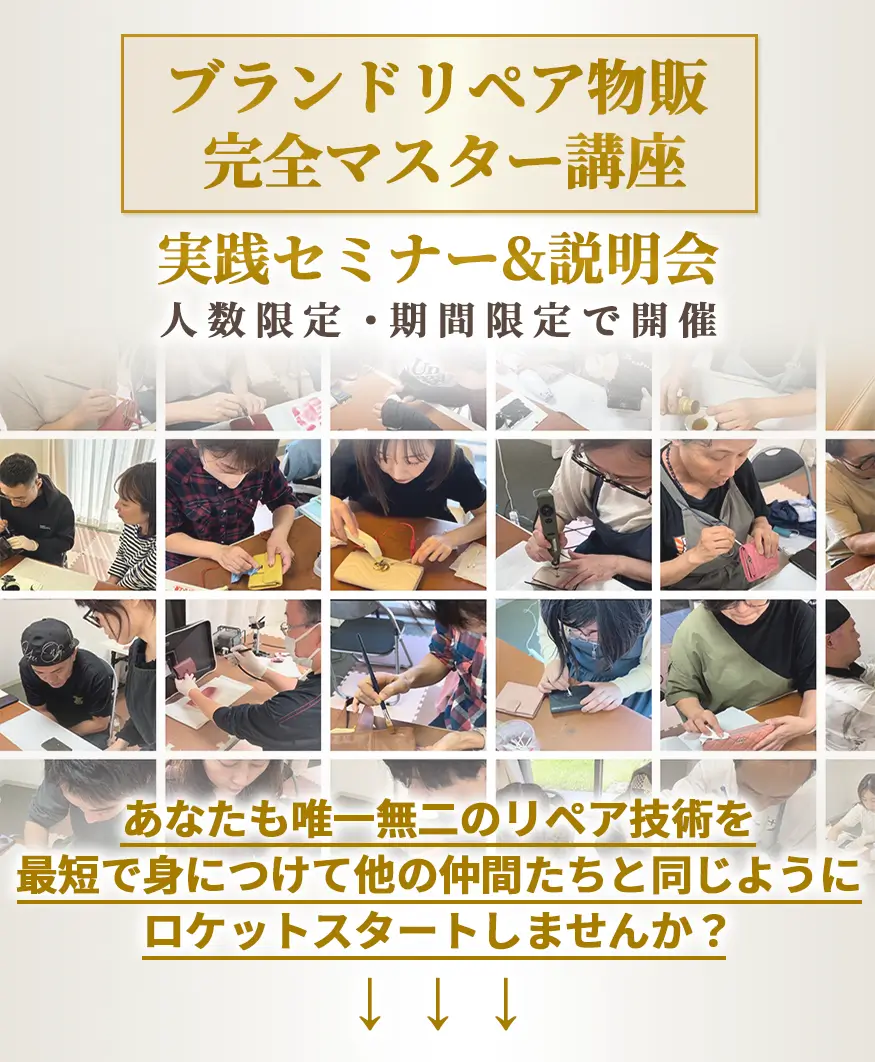 ブランドリペア物販
完全マスター講座
実践セミナー&説明会
人数限定・期間限定で開催
あなたも唯一無二のリペア技術を
最短で身につけて他の仲間たちと同じように
ロケットスタートしませんか？
↓ ↓ ↓